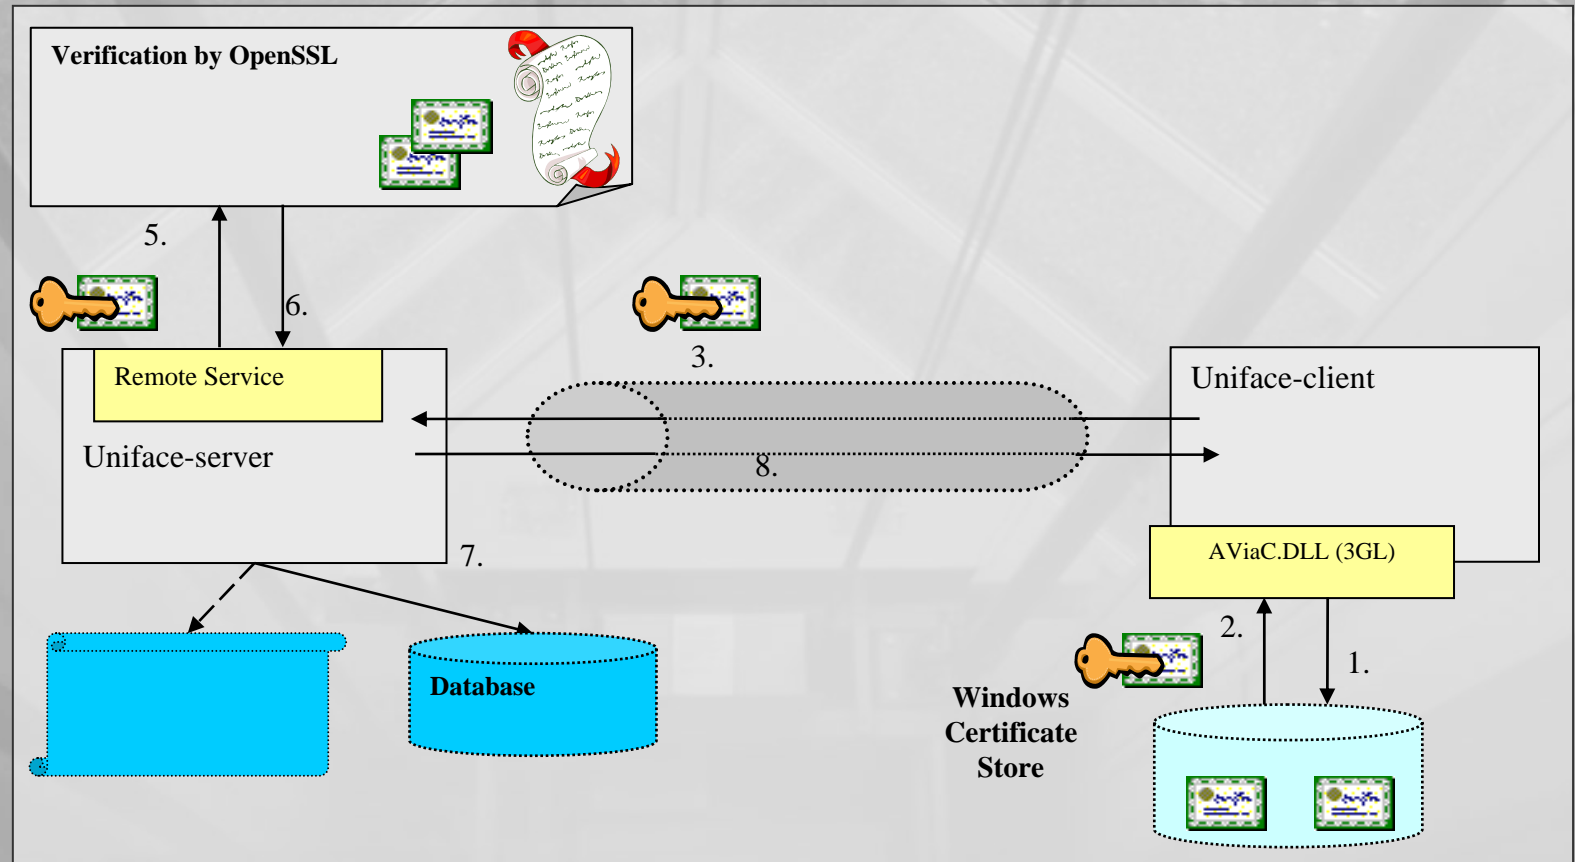 Verification by OpenSSL
5.
6.
3.
Remote Service
Uniface-client
Uniface-server
8.
7.
AViaC.DLL (3GL)
2.
1.
Database
Windows
Certificate
Store